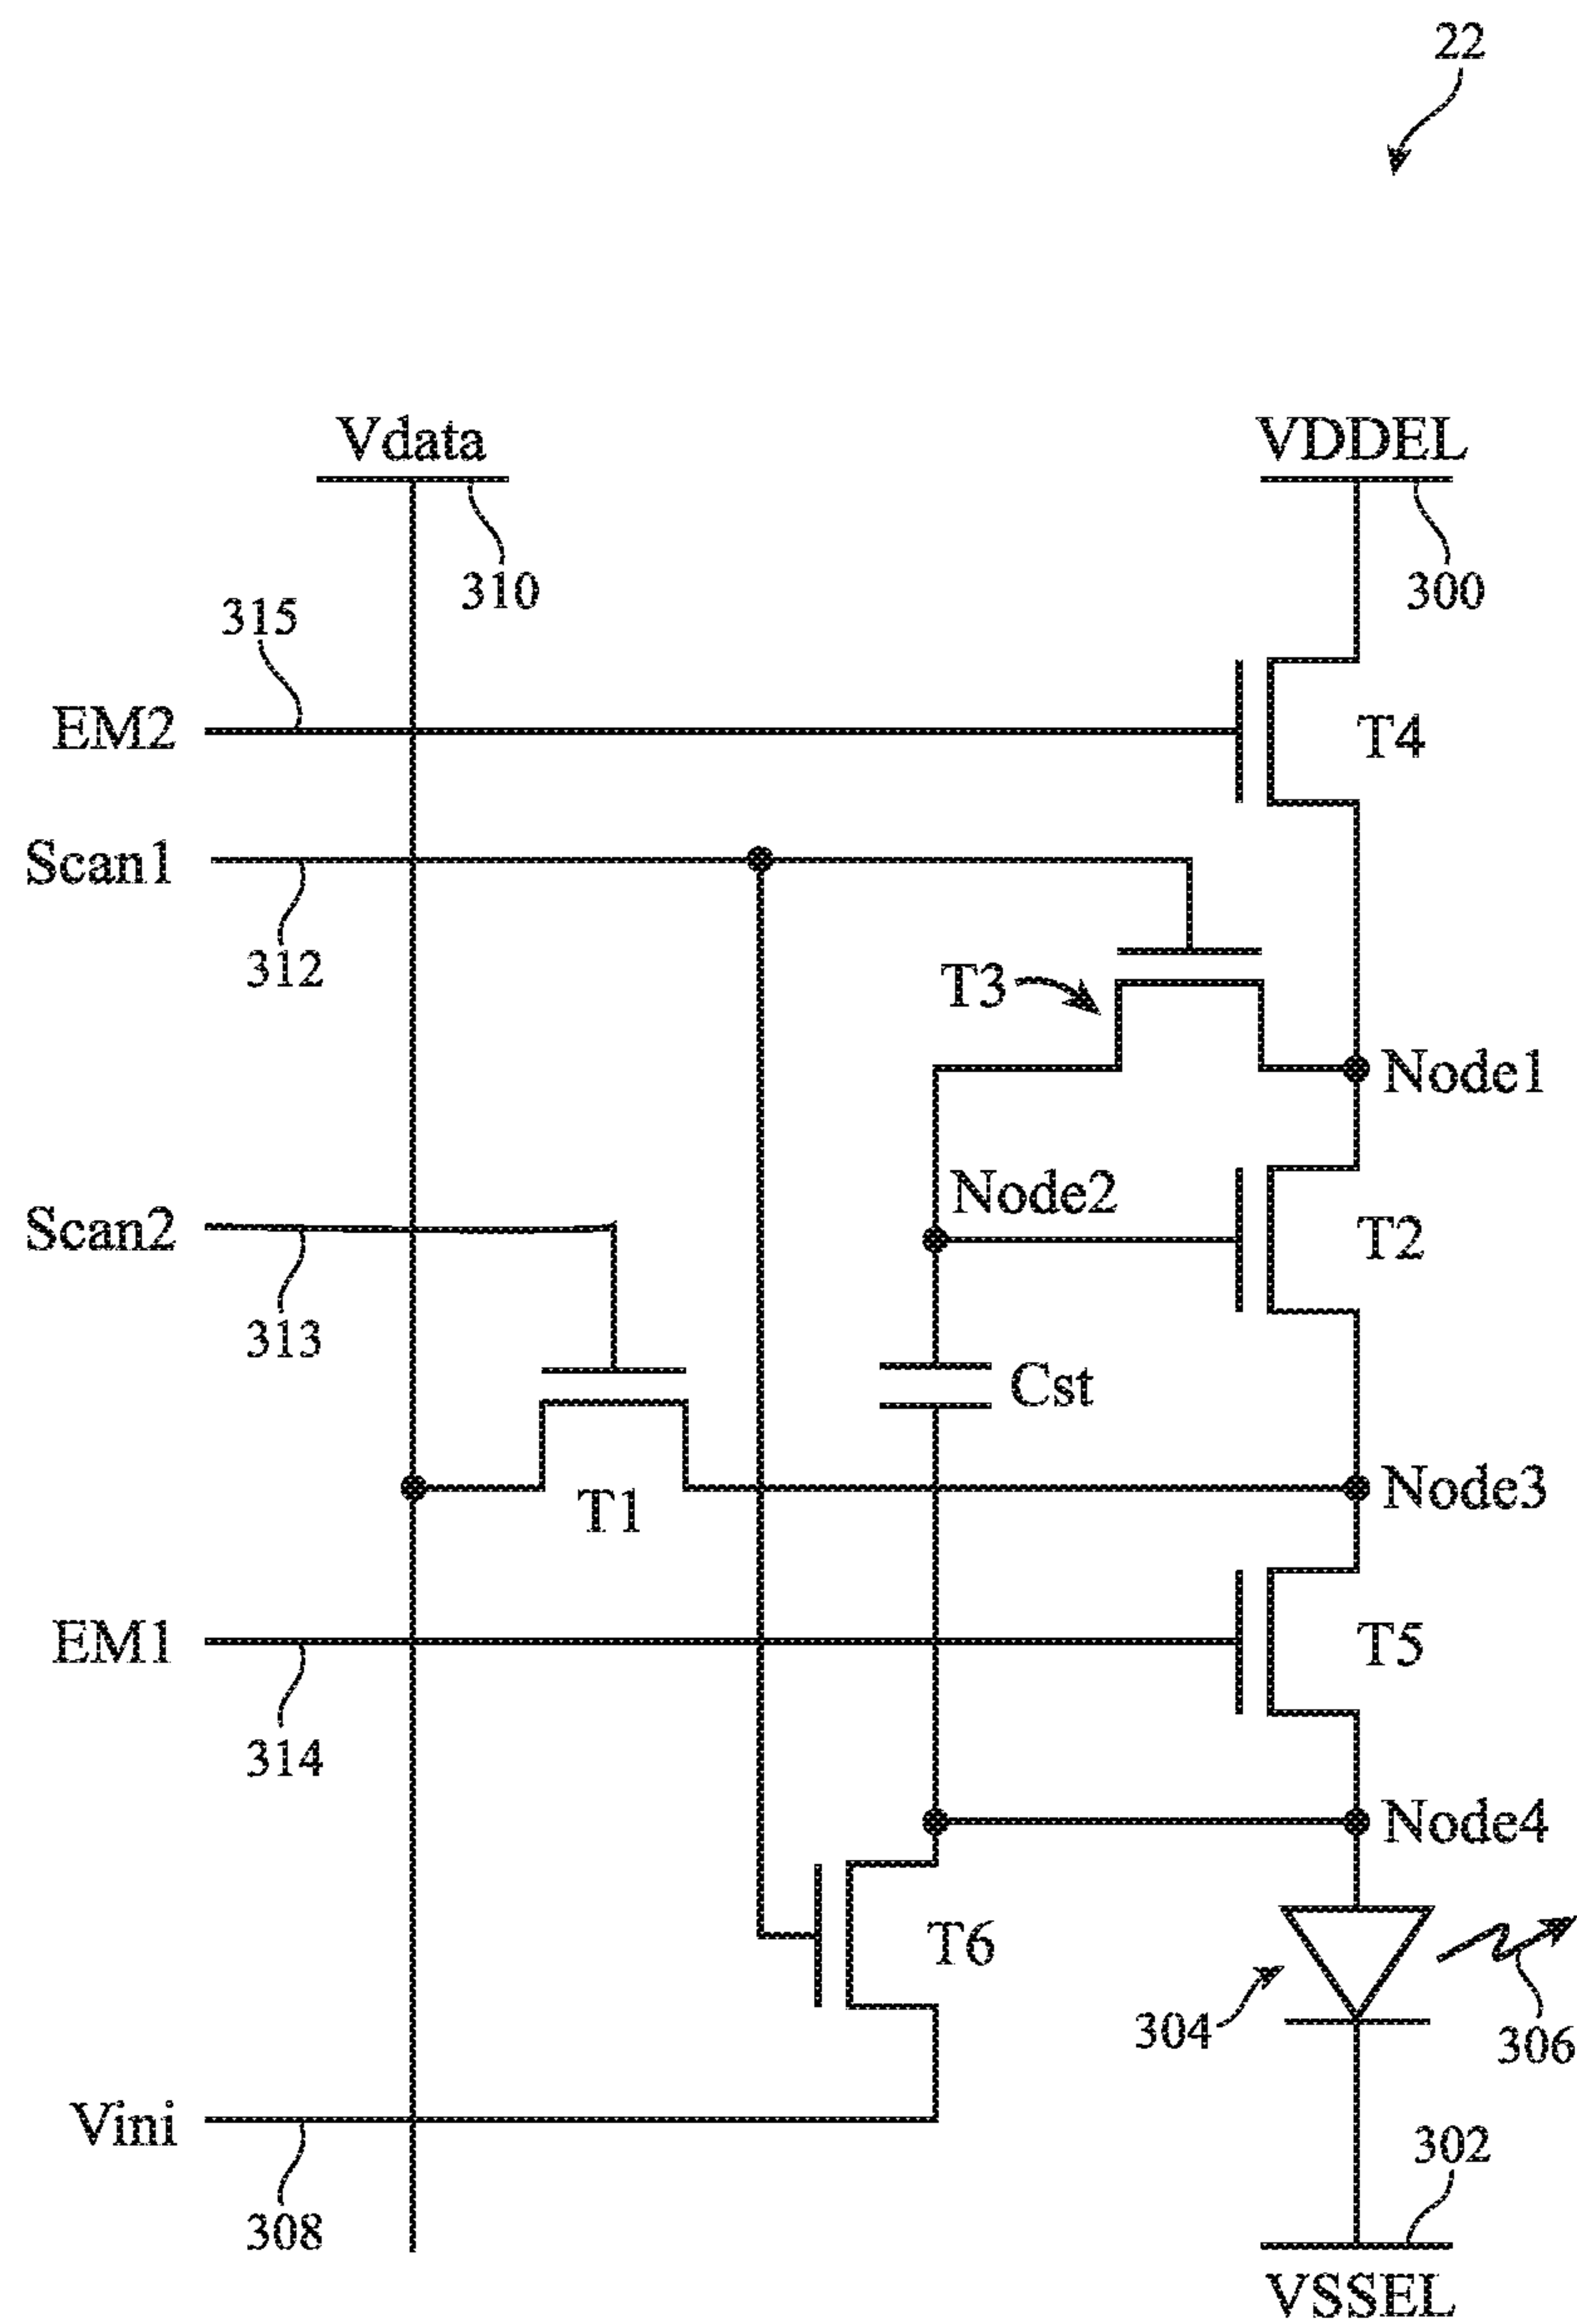 22
Vdata
VDDEL
310
300
315
EM2
T4
Scan1
312
T3
Node1
Node2
Scan2
T2
313
Cst
Node3
T1
EM1
T5
314
Node4
T6
304
306
Vini
302
308
VSSEL